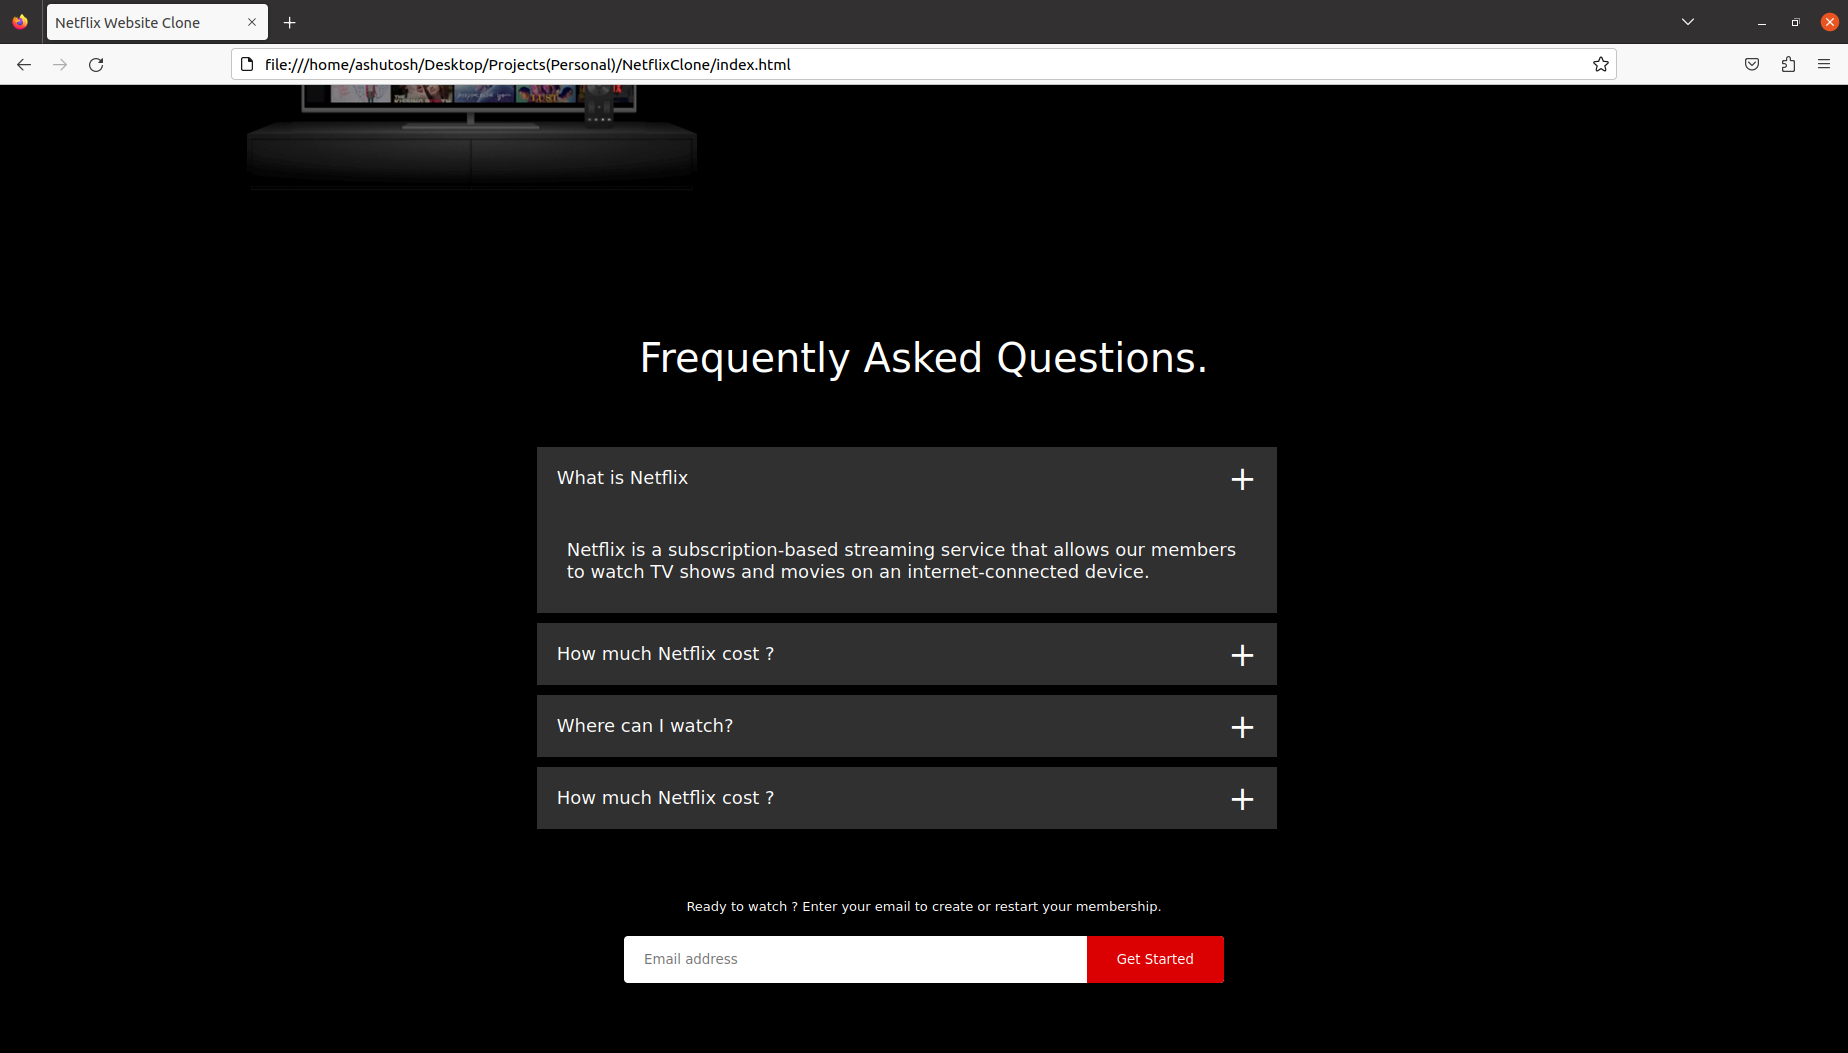 Netflix Website Clone
file:///home/ashutosh/Desktop/Projects(Personal)/NetflixClone/index.html
LUST
Frequently Asked Questions.
What is Netflix
Netflix is a subscription-based streaming service that allows our members
to watch TV shows and movies on an internet-connected device.
How much Netflix cost ?
Where can I watch?
How much Netflix cost ?
Ready to watch ? Enter your email to create or restart your membership.
Email address
Get Started